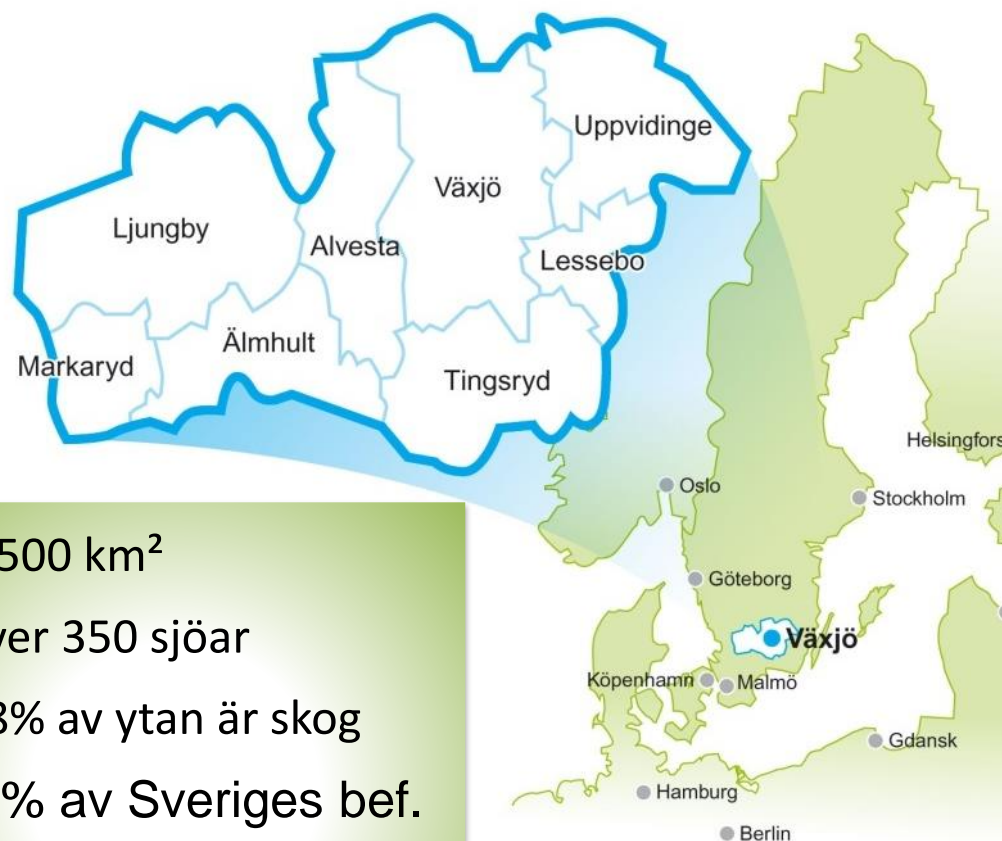 Uppvidinge
Växjö
Ljungby
Alvesta
Lessebo
Älmhult
Markaryd
Tingsryd
Helsingfors
Oslo
Stockholm
Göteborg
Växjö
Köpenhamn
Malmö
Gdansk
Hamburg
Berlin
500 km²
ver 350 sjöar
% av ytan är skog
% av Sveriges bef.